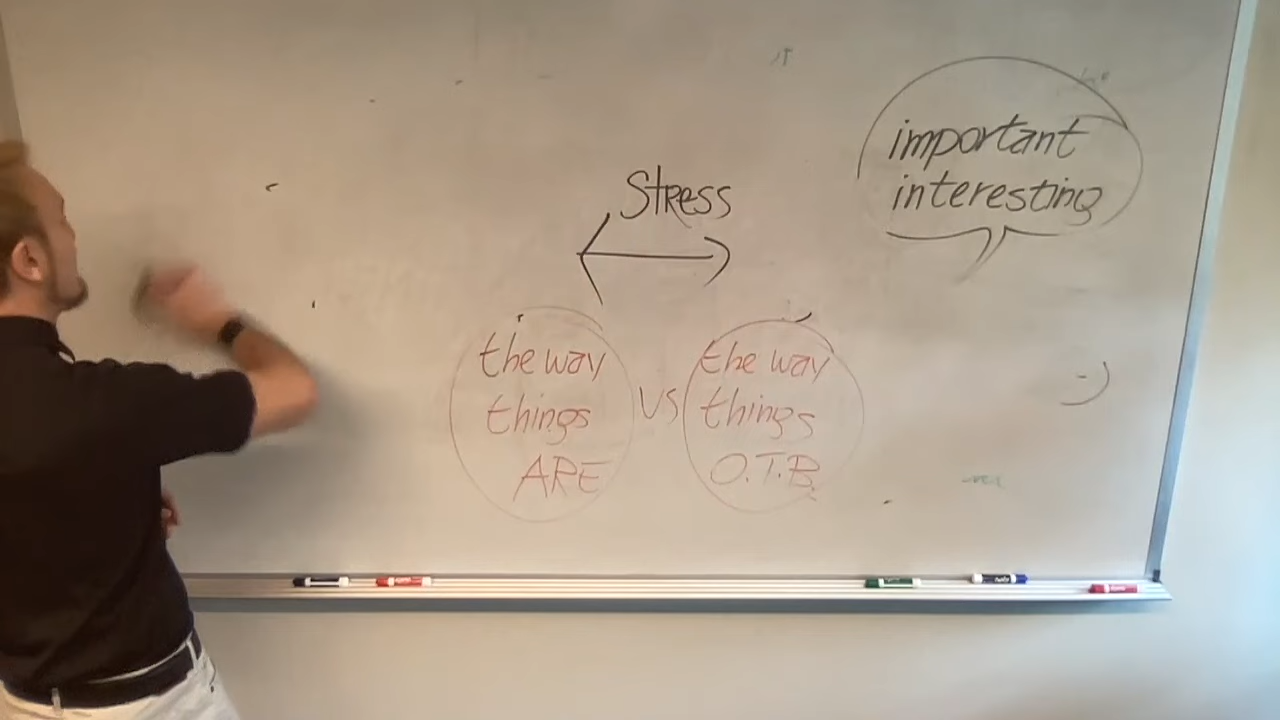 important
interesting
Stress
the way
things
ARE
VS
the way
things
O.T.B.
-)